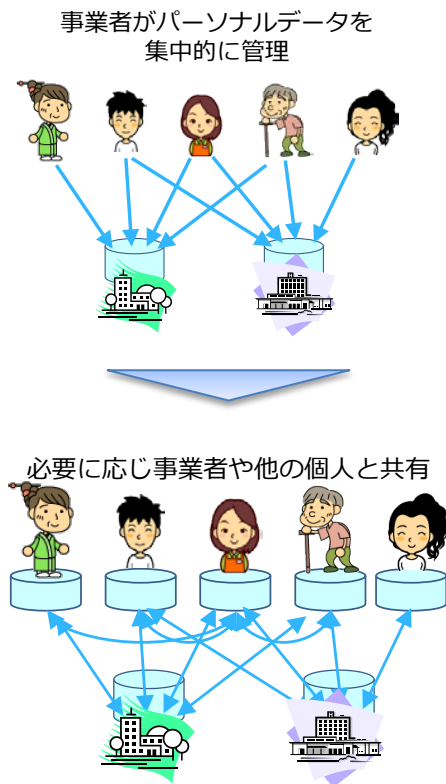 事業者がパーソナルデータを
集中的に管理
必要に応じ事業者や他の個人と共有